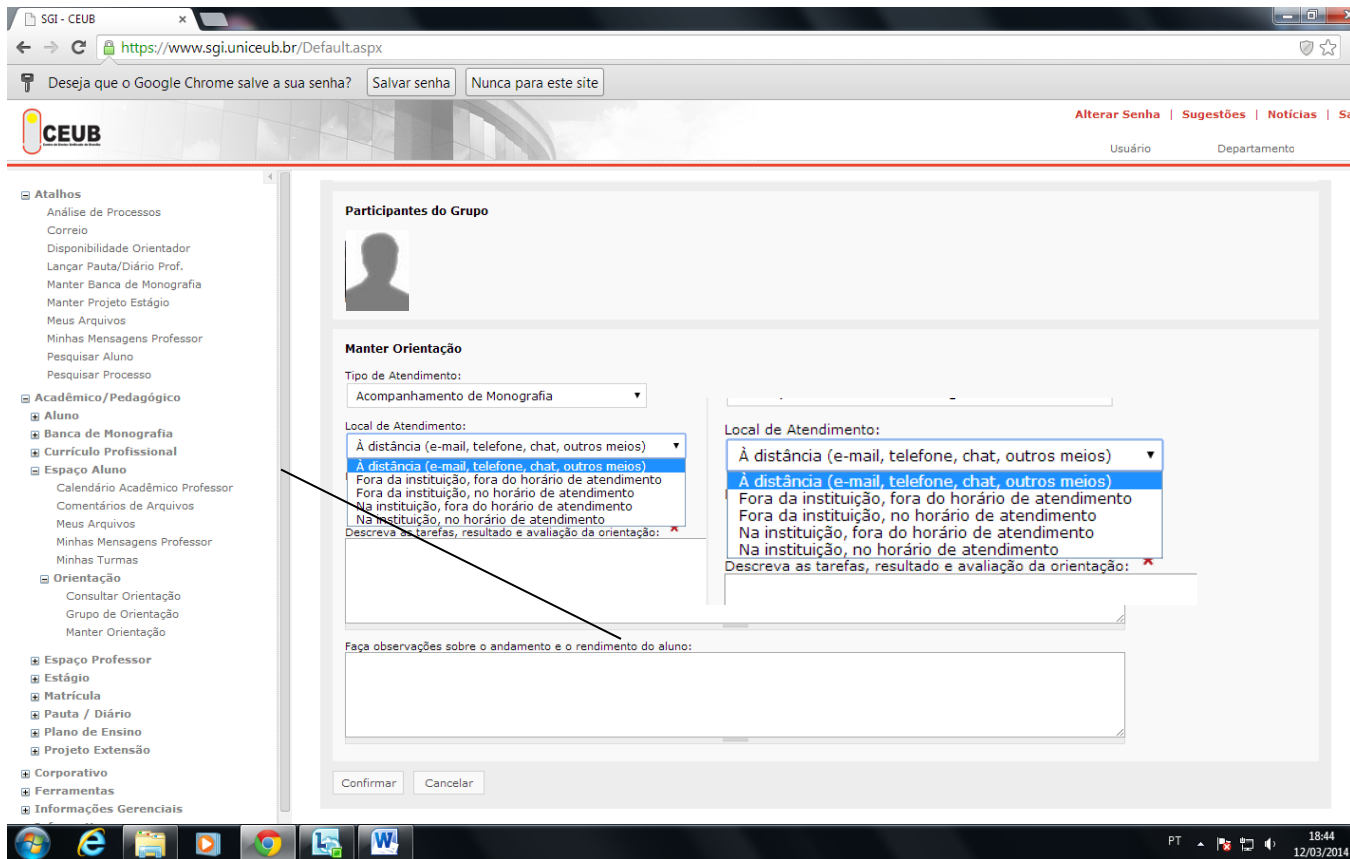 SGI - CEUB
https://www.sgi.uniceub.br/Default.aspx
Deseja que o Google Chrome salve a sua senha? Salvar senha Nunca para este site
CEUB
Alterar Senha | Sugestões | Notícias |
Usuário Departamento
Atalhos
Análise de Processos
Correio
Disponibilidade Orientador
Lançar Pauta/Diário Prof.
Manter Banca de Monografia
Manter Projeto Estágio
Meus Arquivos
Minhas Mensagens Professor
Pesquisar Aluno
Pesquisar Processo
Acadêmico/Pedagógico
Aluno
Banca de Monografia
Currículo Profissional
Espaço Aluno
Calendário Acadêmico Professor
Comentários de Arquivos
Meus Arquivos
Minhas Mensagens Professor
Minhas Turmas
Orientação
Consultar Orientação
Grupo de Orientação
Manter Orientação
Espaço Professor
Estágio
Matrícula
Pauta / Diário
Plano de Ensino
Projeto Extensão
Corporativo
Ferramentas
Informações Gerenciais
Participantes do Grupo
Manter Orientação
Tipo de Atendimento:
Acompanhamento de Monografia
Local de Atendimento:
À distância (e-mail, telefone, chat, outros meios)
À distância (e-mail, telefone, chat, outros meios)
Fora da instituição, fora do horário de atendimento
Fora da instituição, no horário de atendimento
Na instituição, fora do horário de atendimento
Na instituição, no horário de atendimento
Descreva as tarefas, resultado e avaliação da orientação: *
Local de Atendimento:
À distância (e-mail, telefone, chat, outros meios)
À distância (e-mail, telefone, chat, outros meios)
Fora da instituição, fora do horário de atendimento
Fora da instituição, no horário de atendimento
Na instituição, fora do horário de atendimento
Na instituição, no horário de atendimento
Descreva as tarefas, resultado e avaliação da orientação: *
Faça observações sobre o andamento e o rendimento do aluno:
Confirmar Cancelar
PT 18:44
12/03/2014